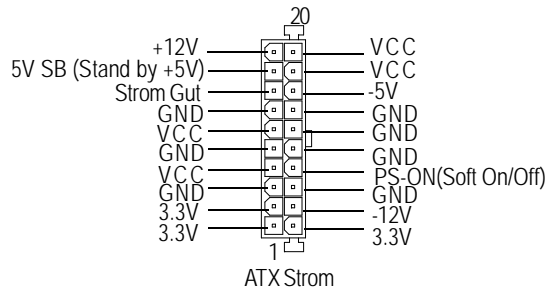 20
+12V
5V SB (Stand by +5V)
Strom Gut
GND
VCC
GND
VCC
GND
3.3V
3.3V
VCC
VCC
-5V
GND
GND
GND
PS-ON(Soft On/Off)
GND
-12V
3.3V
1
ATX Strom